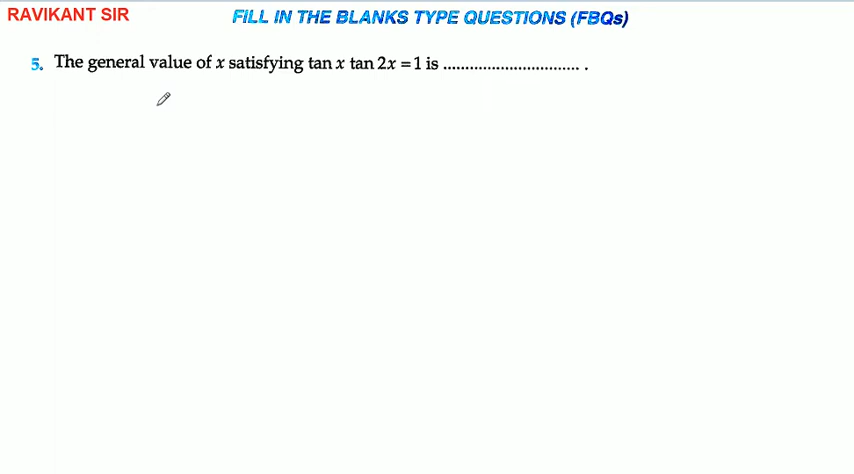 RAVIKANT SIR
FILL IN THE BLANKS TYPE QUESTIONS (FBQs)
5. The general value of x satisfying tan x tan 2x = 1 is ............................... .